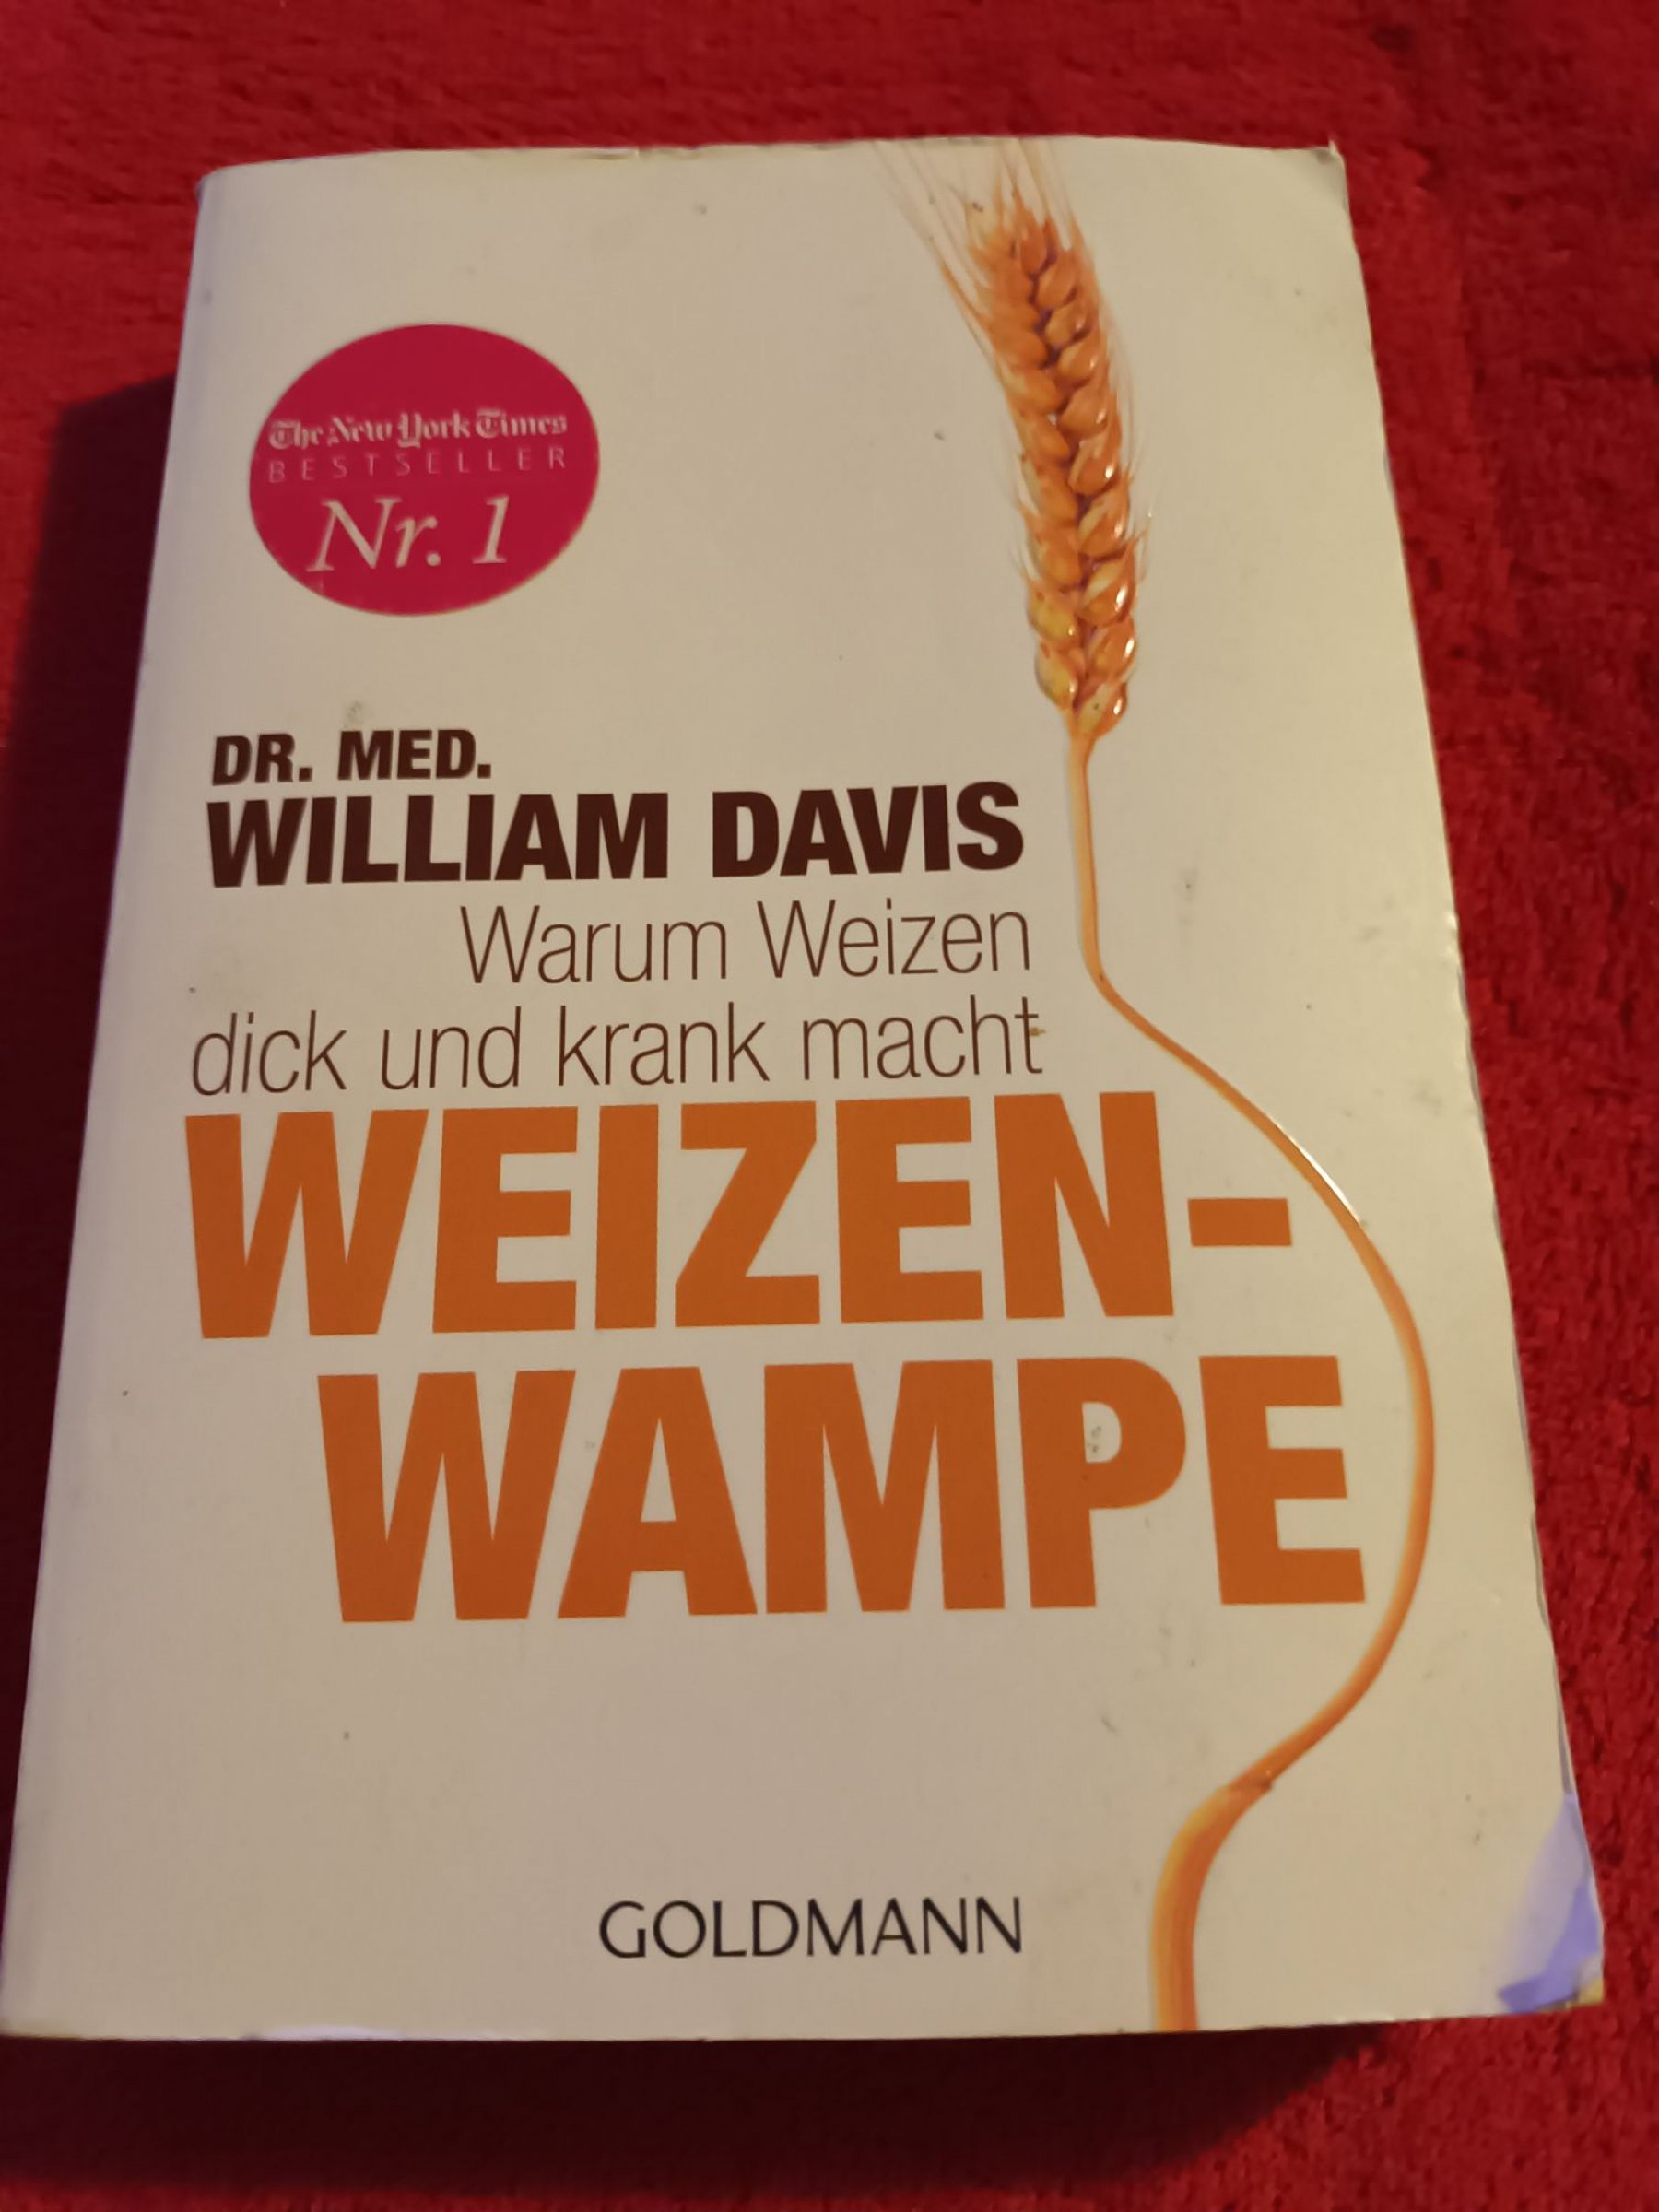 The New York Times
BESTSELLER
Nr. 1
DR. MED.
WILLIAM DAVIS
Warum Weizen
dick und krank macht
WEIZEN-
WAMPE
GOLDMANN